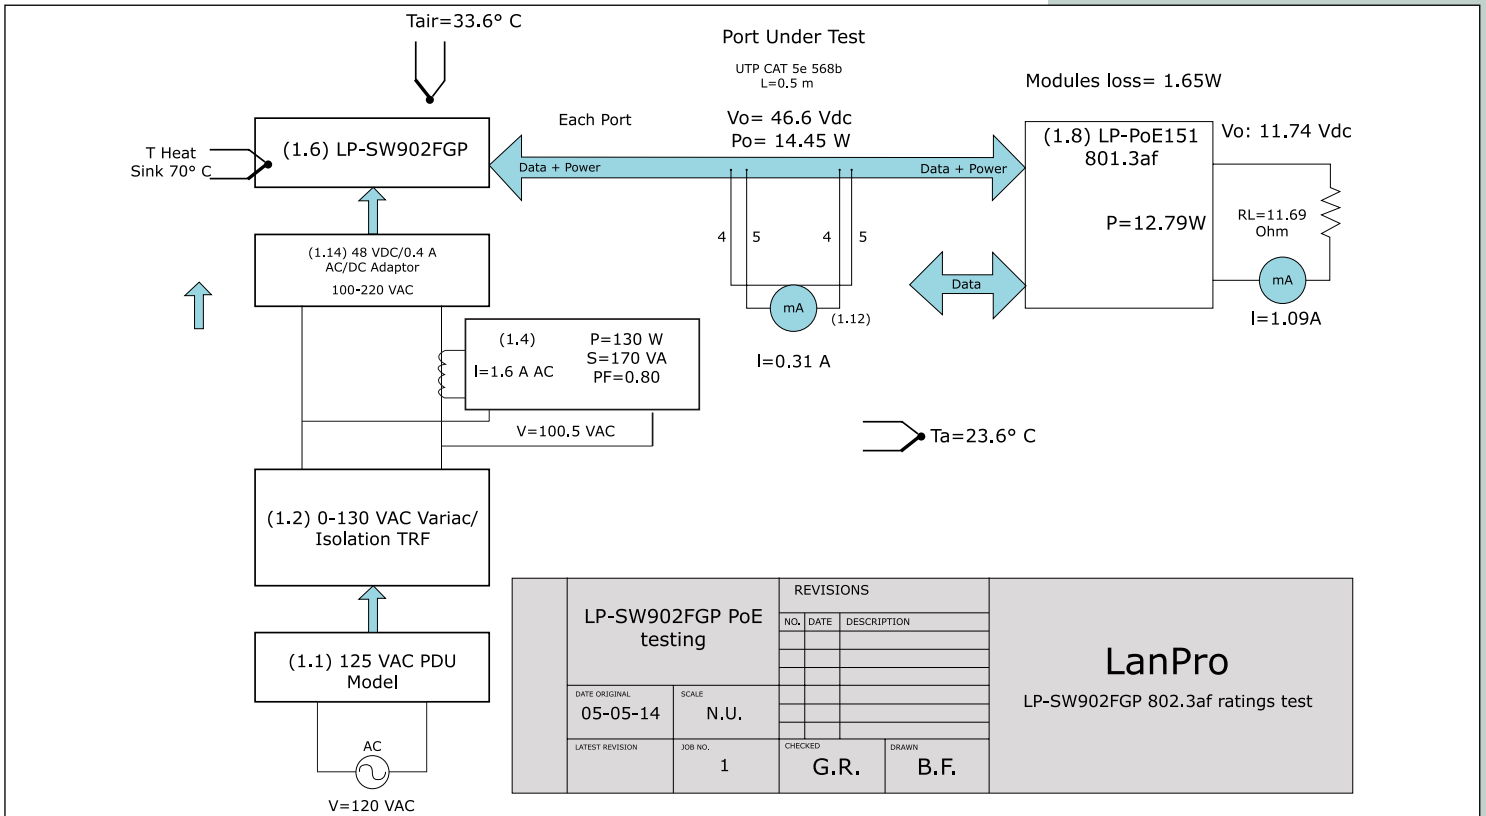 Tair=33.6° C
Port Under Test
UTP CAT 5e 568b
L=0.5 m
Modules loss= 1.65W
Each Port
Vo= 46.6 Vdc
Po= 14.45 W
(1.6) LP-SW902FGP
T Heat
Sink 70° C
Data + Power
Data + Power
(1.8) LP-PoE151
801.3af
P=12.79W
Vo: 11.74 Vdc
RL=11.69
Ohm
mA
I=1.09A
4
5
4
5
mA
(1.12)
I=0.31 A
Data
(1.14) 48 VDC/0.4 A
AC/DC Adaptor
100-220 VAC
(1.4)
I=1.6 A AC
P=130 W
S=170 VA
PF=0.80
V=100.5 VAC
Ta=23.6° C
(1.2) 0-130 VAC Variac/
Isolation TRF
(1.1) 125 VAC PDU
Model
AC
V=120 VAC
LP-SW902FGP PoE
testing
REVISIONS
NO. DATE DESCRIPTION
DATE ORIGINAL
05-05-14
SCALE
N.U.
LATEST REVISION
JOB NO.
1
CHECKED
G.R.
DRAWN
B.F.
LanPro
LP-SW902FGP 802.3af ratings test